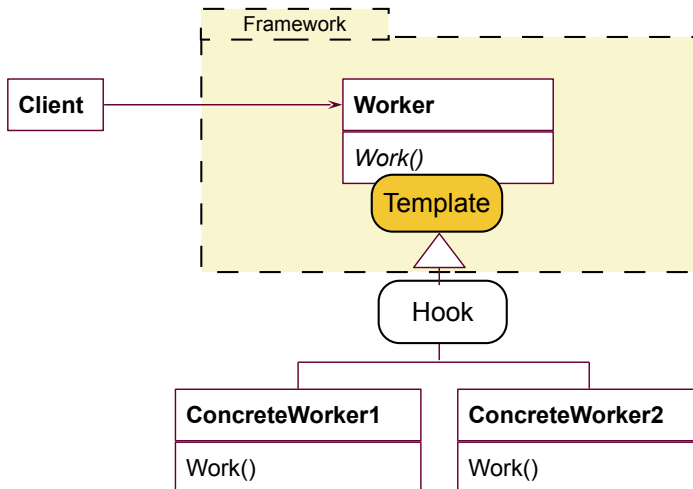 Framework
Client
Worker
Work()
Template
Hook
ConcreteWorker1
ConcreteWorker2
Work()
Work()